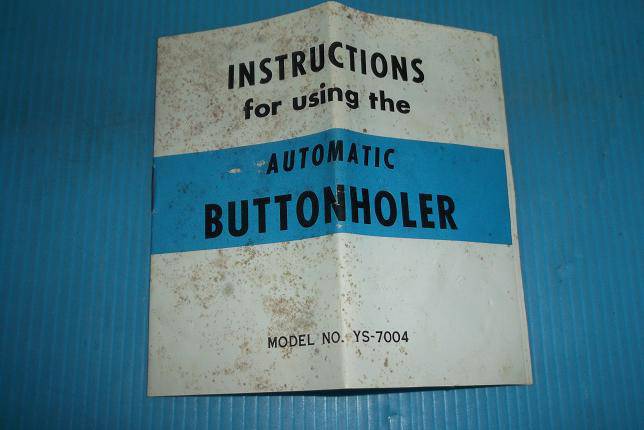 INSTRUCTIONS
for using the
AUTOMATIC
BUTTONHOLER
MODEL NO. YS-7004